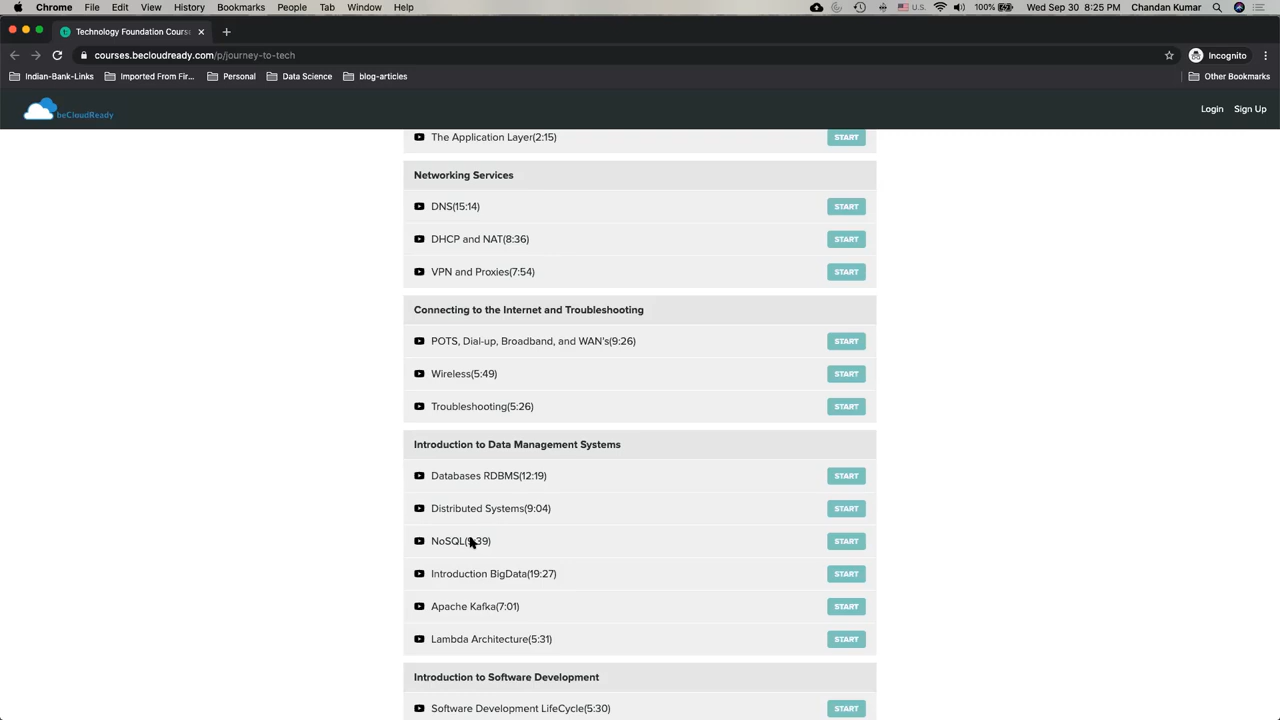 Chrome File Edit View History Bookmarks People Tab Window Help 100% Wed Sep 30 8:25 PM Chandan Kumar
Technology Foundation Cours
courses.becloudready.com/p/journey-to-tech Incognito
Indian-Bank-Links Imported From Fir... Personal Data Science blog-articles Other Bookmarks
beCloudReady Login Sign Up
The Application Layer(2:15) START
Networking Services
DNS(15:14) START
DHCP and NAT(8:36) START
VPN and Proxies(7:54) START
Connecting to the Internet and Troubleshooting
POTS, Dial-up, Broadband, and WAN's(9:26) START
Wireless(5:49) START
Troubleshooting(5:26) START
Introduction to Data Management Systems
Databases RDBMS(12:19) START
Distributed Systems(9:04) START
NoSQL START
Introduction BigData(19:27) START
Apache Kafka(7:01) START
Lambda Architecture(5:31) START
Introduction to Software Development
Software Development LifeCycle(5:30) START